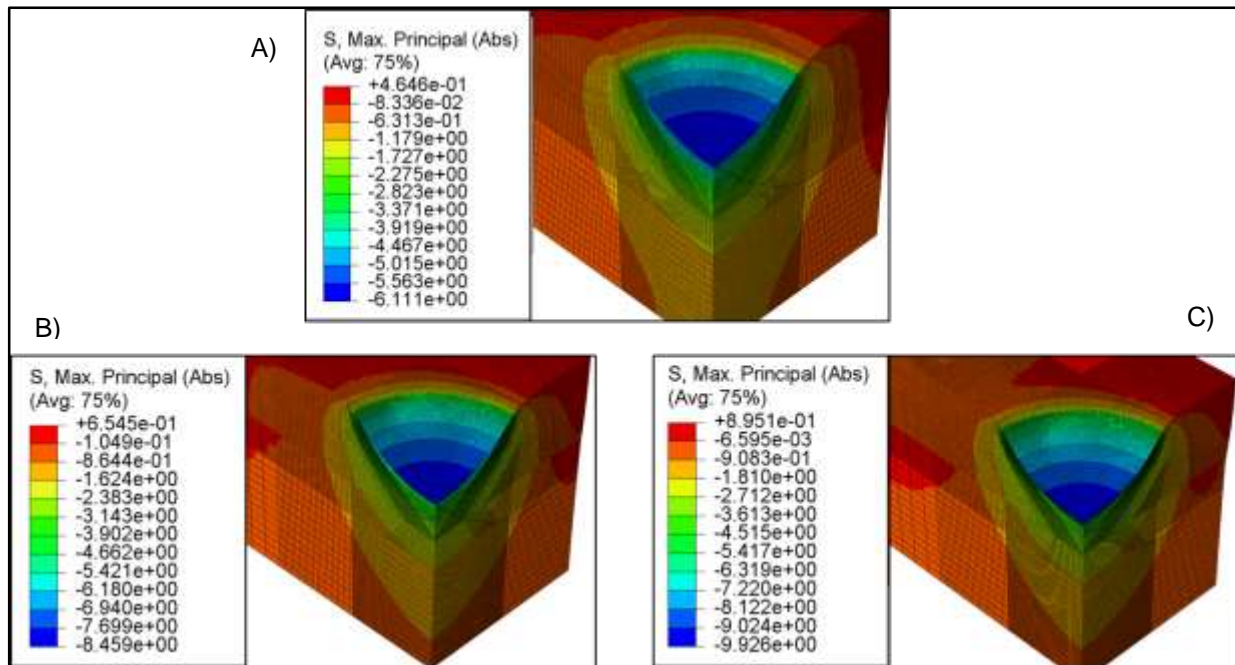 A)
S, Max. Principal (Abs)
(Avg: 75%)
+4.646e-01
-8.336e-02
-6.313e-01
-1.179e+00
-1.727e+00
-2.275e+00
-2.823e+00
-3.371e+00
-3.919e+00
-4.467e+00
-5.015e+00
-5.563e+00
-6.111e+00
B)
S, Max. Principal (Abs)
(Avg: 75%)
+6.545e-01
-1.049e-01
-8.644e-01
-1.624e+00
-2.383e+00
-3.143e+00
-3.902e+00
-4.662e+00
-5.421e+00
-6.180e+00
-6.940e+00
-7.699e+00
-8.459e+00
C)
S, Max. Principal (Abs)
(Avg: 75%)
+8.951e-01
-6.595e-03
-9.083e-01
-1.810e+00
-2.712e+00
-3.613e+00
-4.515e+00
-5.417e+00
-6.319e+00
-7.220e+00
-8.122e+00
-9.024e+00
-9.926e+00